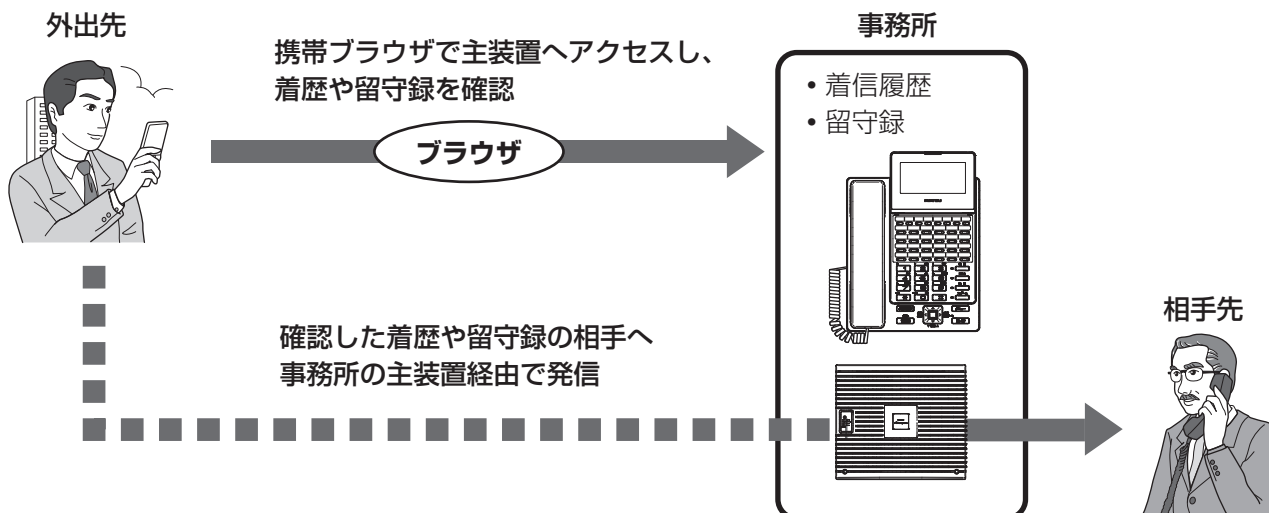 外出先
携帯ブラウザで主装置へアクセスし、
着歴や留守録を確認
ブラウザ
事務所
• 着信履歴
• 留守録
確認した着歴や留守録の相手へ
事務所の主装置経由で発信
相手先